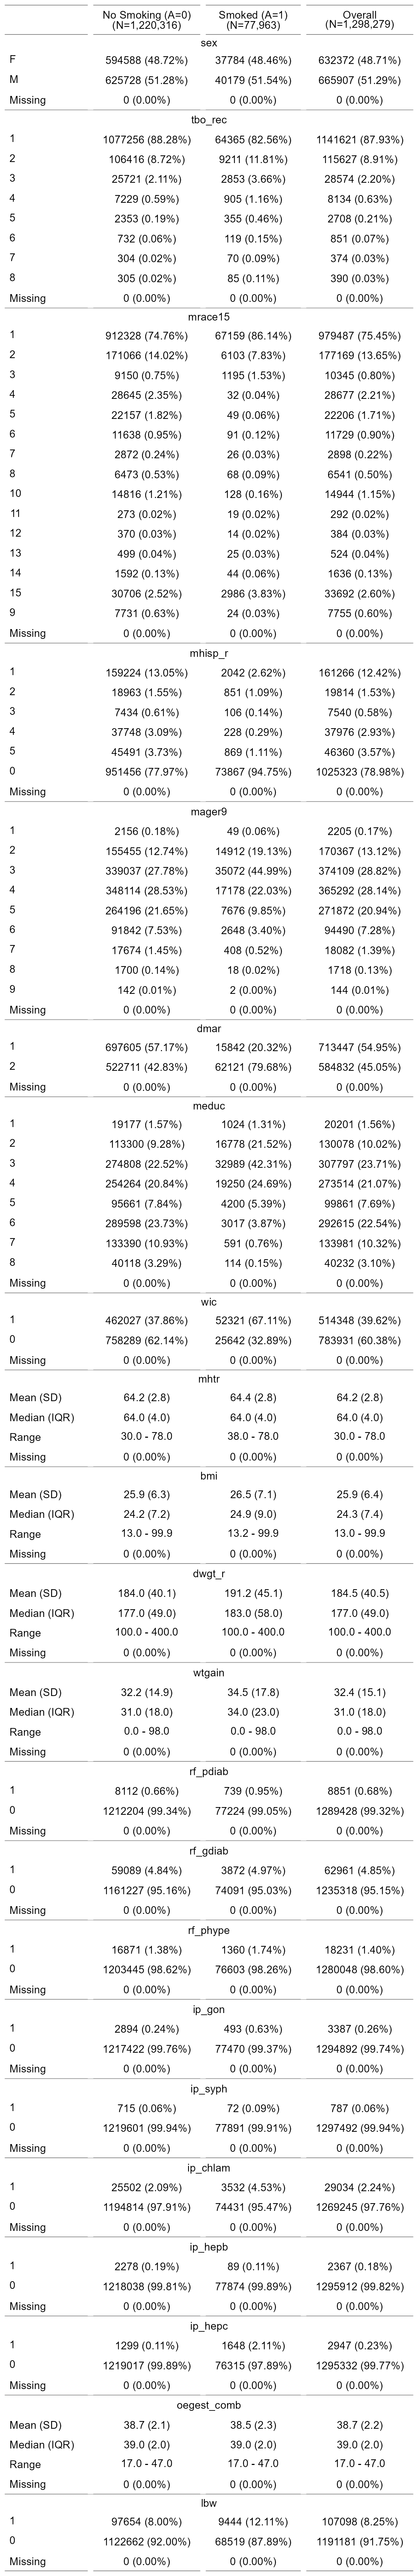 No Smoking (A=0) Smoked (A=1) Overall
(N=1,220,316) (N=77,963) (N=1,298,279)
sex
F 594588 (48.72%) 37784 (48.46%) 632372 (48.71%)
M 625728 (51.28%) 40179 (51.54%) 665907 (51.29%)
Missing 0 (0.00%) 0 (0.00%) 0 (0.00%)
tbo_rec
1 1077256 (88.28%) 64365 (82.56%) 1141621 (87.93%)
2 106416 (8.72%) 9211 (11.81%) 115627 (8.91%)
3 25721 (2.11%) 2853 (3.66%) 28574 (2.20%)
4 7229 (0.59%) 905 (1.16%) 8134 (0.63%)
5 2353 (0.19%) 355 (0.46%) 2708 (0.21%)
6 732 (0.06%) 119 (0.15%) 851 (0.07%)
7 304 (0.02%) 70 (0.09%) 374 (0.03%)
8 305 (0.02%) 85 (0.11%) 390 (0.03%)
Missing 0 (0.00%) 0 (0.00%) 0 (0.00%)
mrace15
1 912328 (74.76%) 67159 (86.14%) 979487 (75.45%)
2 171066 (14.02%) 6103 (7.83%) 177169 (13.65%)
3 9150 (0.75%) 1195 (1.53%) 10345 (0.80%)
4 28645 (2.35%) 32 (0.04%) 28677 (2.21%)
5 22157 (1.82%) 49 (0.06%) 22206 (1.71%)
6 11638 (0.95%) 91 (0.12%) 11729 (0.90%)
7 2872 (0.24%) 26 (0.03%) 2898 (0.22%)
8 6473 (0.53%) 68 (0.09%) 6541 (0.50%)
10 14816 (1.21%) 128 (0.16%) 14944 (1.15%)
11 273 (0.02%) 19 (0.02%) 292 (0.02%)
12 370 (0.03%) 14 (0.02%) 384 (0.03%)
13 499 (0.04%) 25 (0.03%) 524 (0.04%)
14 1592 (0.13%) 44 (0.06%) 1636 (0.13%)
15 30706 (2.52%) 2986 (3.83%) 33692 (2.60%)
9 7731 (0.63%) 24 (0.03%) 7755 (0.60%)
Missing 0 (0.00%) 0 (0.00%) 0 (0.00%)
mhisp_r
1 159224 (13.05%) 2042 (2.62%) 161266 (12.42%)
2 18963 (1.55%) 851 (1.09%) 19814 (1.53%)
3 7434 (0.61%) 106 (0.14%) 7540 (0.58%)
4 37748 (3.09%) 228 (0.29%) 37976 (2.93%)
5 45491 (3.73%) 869 (1.11%) 46360 (3.57%)
0 951456 (77.97%) 73867 (94.75%) 1025323 (78.98%)
Missing 0 (0.00%) 0 (0.00%) 0 (0.00%)
mager9
1 2156 (0.18%) 49 (0.06%) 2205 (0.17%)
2 155455 (12.74%) 14912 (19.13%) 170367 (13.12%)
3 339037 (27.78%) 35072 (44.99%) 374109 (28.82%)
4 348114 (28.53%) 17178 (22.03%) 365292 (28.14%)
5 264196 (21.65%) 7676 (9.85%) 271872 (20.94%)
6 91842 (7.53%) 2648 (3.40%) 94490 (7.28%)
7 17674 (1.45%) 408 (0.52%) 18082 (1.39%)
8 1700 (0.14%) 18 (0.02%) 1718 (0.13%)
9 142 (0.01%) 2 (0.00%) 144 (0.01%)
Missing 0 (0.00%) 0 (0.00%) 0 (0.00%)
dmar
1 697605 (57.17%) 15842 (20.32%) 713447 (54.95%)
2 522711 (42.83%) 62121 (79.68%) 584832 (45.05%)
Missing 0 (0.00%) 0 (0.00%) 0 (0.00%)
meduc
1 19177 (1.57%) 1024 (1.31%) 20201 (1.56%)
2 113300 (9.28%) 16778 (21.52%) 130078 (10.02%)
3 274808 (22.52%) 32989 (42.31%) 307797 (23.71%)
4 254264 (20.84%) 19250 (24.69%) 273514 (21.07%)
5 95661 (7.84%) 4200 (5.39%) 99861 (7.69%)
6 289598 (23.73%) 3017 (3.87%) 292615 (22.54%)
7 133390 (10.93%) 591 (0.76%) 133981 (10.32%)
8 40118 (3.29%) 114 (0.15%) 40232 (3.10%)
Missing 0 (0.00%) 0 (0.00%) 0 (0.00%)
wic
1 462027 (37.86%) 52321 (67.11%) 514348 (39.62%)
0 758289 (62.14%) 25642 (32.89%) 783931 (60.38%)
Missing 0 (0.00%) 0 (0.00%) 0 (0.00%)
mhtr
Mean (SD) 64.2 (2.8) 64.4 (2.8) 64.2 (2.8)
Median (IQR) 64.0 (4.0) 64.0 (4.0) 64.0 (4.0)
Range 30.0 - 78.0 38.0 - 78.0 30.0 - 78.0
Missing 0 (0.00%) 0 (0.00%) 0 (0.00%)
bmi
Mean (SD) 25.9 (6.3) 26.5 (7.1) 25.9 (6.4)
Median (IQR) 24.2 (7.2) 24.9 (9.0) 24.3 (7.4)
Range 13.0 - 99.9 13.2 - 99.9 13.0 - 99.9
Missing 0 (0.00%) 0 (0.00%) 0 (0.00%)
dwgt_r
Mean (SD) 184.0 (40.1) 191.2 (45.1) 184.5 (40.5)
Median (IQR) 177.0 (49.0) 183.0 (58.0) 177.0 (49.0)
Range 100.0 - 400.0 100.0 - 400.0 100.0 - 400.0
Missing 0 (0.00%) 0 (0.00%) 0 (0.00%)
wtgain
Mean (SD) 32.2 (14.9) 34.5 (17.8) 32.4 (15.1)
Median (IQR) 31.0 (18.0) 34.0 (23.0) 31.0 (18.0)
Range 0.0 - 98.0 0.0 - 98.0 0.0 - 98.0
Missing 0 (0.00%) 0 (0.00%) 0 (0.00%)
rf_pdiab
1 8112 (0.66%) 739 (0.95%) 8851 (0.68%)
0 1212204 (99.34%) 77224 (99.05%) 1289428 (99.32%)
Missing 0 (0.00%) 0 (0.00%) 0 (0.00%)
rf_gdiab
1 59089 (4.84%) 3872 (4.97%) 62961 (4.85%)
0 1161227 (95.16%) 74091 (95.03%) 1235318 (95.15%)
Missing 0 (0.00%) 0 (0.00%) 0 (0.00%)
rf_phype
1 16871 (1.38%) 1360 (1.74%) 18231 (1.40%)
0 1203445 (98.62%) 76603 (98.26%) 1280048 (98.60%)
Missing 0 (0.00%) 0 (0.00%) 0 (0.00%)
ip_gon
1 2894 (0.24%) 493 (0.63%) 3387 (0.26%)
0 1217422 (99.76%) 77470 (99.37%) 1294892 (99.74%)
Missing 0 (0.00%) 0 (0.00%) 0 (0.00%)
ip_syph
1 715 (0.06%) 72 (0.09%) 787 (0.06%)
0 1219601 (99.94%) 77891 (99.91%) 1297492 (99.94%)
Missing 0 (0.00%) 0 (0.00%) 0 (0.00%)
ip_chlam
1 25502 (2.09%) 3532 (4.53%) 29034 (2.24%)
0 1194814 (97.91%) 74431 (95.47%) 1269245 (97.76%)
Missing 0 (0.00%) 0 (0.00%) 0 (0.00%)
ip_hepb
1 2278 (0.19%) 89 (0.11%) 2367 (0.18%)
0 1218038 (99.81%) 77874 (99.89%) 1295912 (99.82%)
Missing 0 (0.00%) 0 (0.00%) 0 (0.00%)
ip_hepc
1 1299 (0.11%) 1648 (2.11%) 2947 (0.23%)
0 1219017 (99.89%) 76315 (97.89%) 1295332 (99.77%)
Missing 0 (0.00%) 0 (0.00%) 0 (0.00%)
oegest_comb
Mean (SD) 38.7 (2.1) 38.5 (2.3) 38.7 (2.2)
Median (IQR) 39.0 (2.0) 39.0 (2.0) 39.0 (2.0)
Range 17.0 - 47.0 17.0 - 47.0 17.0 - 47.0
Missing 0 (0.00%) 0 (0.00%) 0 (0.00%)
lbw
1 97654 (8.00%) 9444 (12.11%) 107098 (8.25%)
0 1122662 (92.00%) 68519 (87.89%) 1191181 (91.75%)
Missing 0 (0.00%) 0 (0.00%) 0 (0.00%)